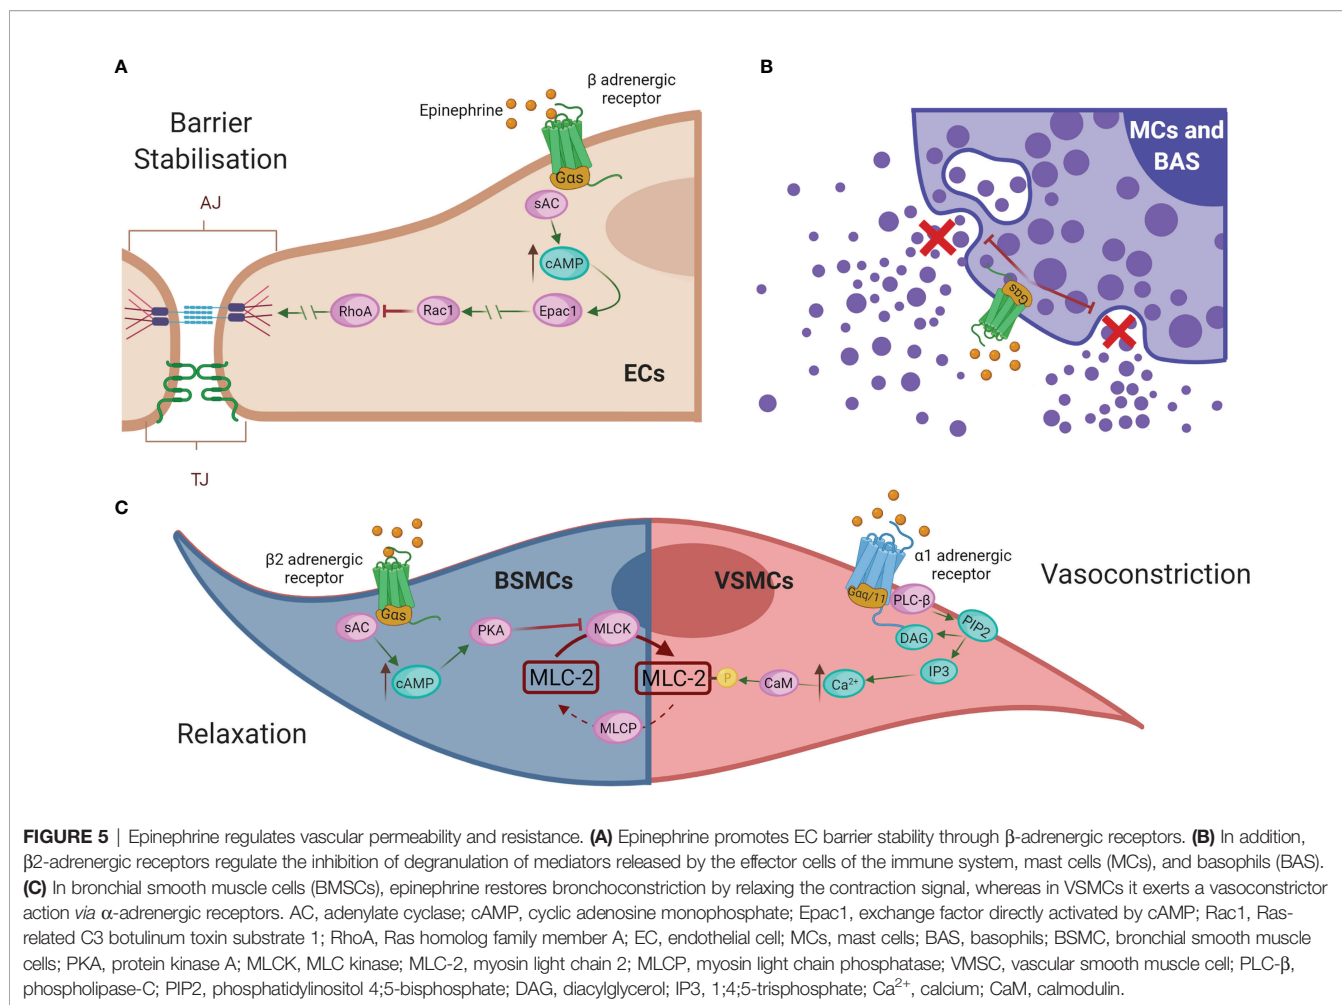 A
Barrier
Stabilisation
AJ
TJ
Epinephrine
β adrenergic
receptor
Gαs
sAC
cAMP
Epac1
Rac1
RhoA
ECs
B
MCs and
BAS
Gαs
C
β2 adrenergic
receptor
Gαs
sAC
cAMP
PKA
BSMCs
MLCK
MLC-2
MLCP
Relaxation
VSMCs
MLC-2
P
CaM
Ca²⁺
IP3
DAG
PIP2
PLC-β
Gαq/11
α1 adrenergic
receptor
Vasoconstriction
FIGURE 5 | Epinephrine regulates vascular permeability and resistance. (A) Epinephrine promotes EC barrier stability through β-adrenergic receptors. (B) In addition,
β2-adrenergic receptors regulate the inhibition of degranulation of mediators released by the effector cells of the immune system, mast cells (MCs), and basophils (BAS).
(C) In bronchial smooth muscle cells (BMSCs), epinephrine restores bronchoconstriction by relaxing the contraction signal, whereas in VSMCs it exerts a vasoconstrictor
action via α-adrenergic receptors. AC, adenylate cyclase; cAMP, cyclic adenosine monophosphate; Epac1, exchange factor directly activated by cAMP; Rac1, Ras-
related C3 botulinum toxin substrate 1; RhoA, Ras homolog family member A; EC, endothelial cell; MCs, mast cells; BAS, basophils; BSMC, bronchial smooth muscle
cells; PKA, protein kinase A; MLCK, MLC kinase; MLC-2, myosin light chain 2; MLCP, myosin light chain phosphatase; VMSC, vascular smooth muscle cell; PLC-β,
phospholipase-C; PIP2, phosphatidylinositol 4;5-bisphosphate; DAG, diacylglycerol; IP3, 1;4;5-trisphosphate; Ca²⁺, calcium; CaM, calmodulin.